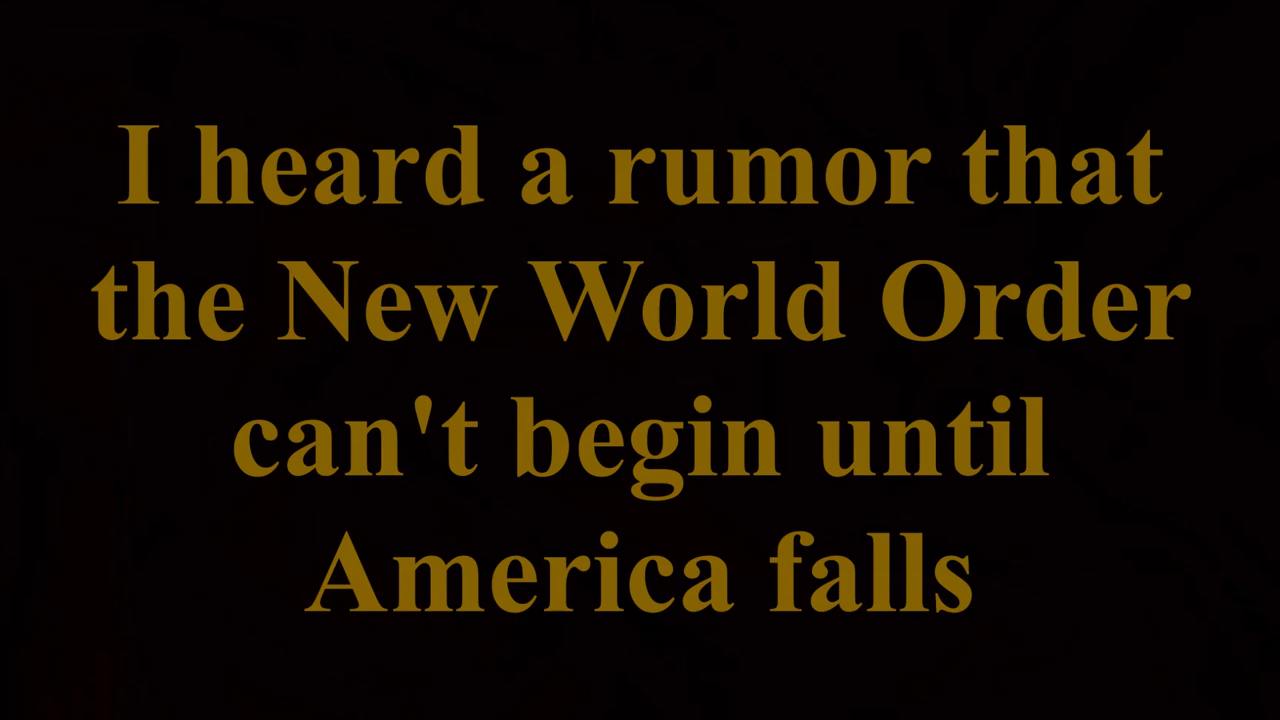 I heard a rumor that
the New World Order
can't begin until
America falls